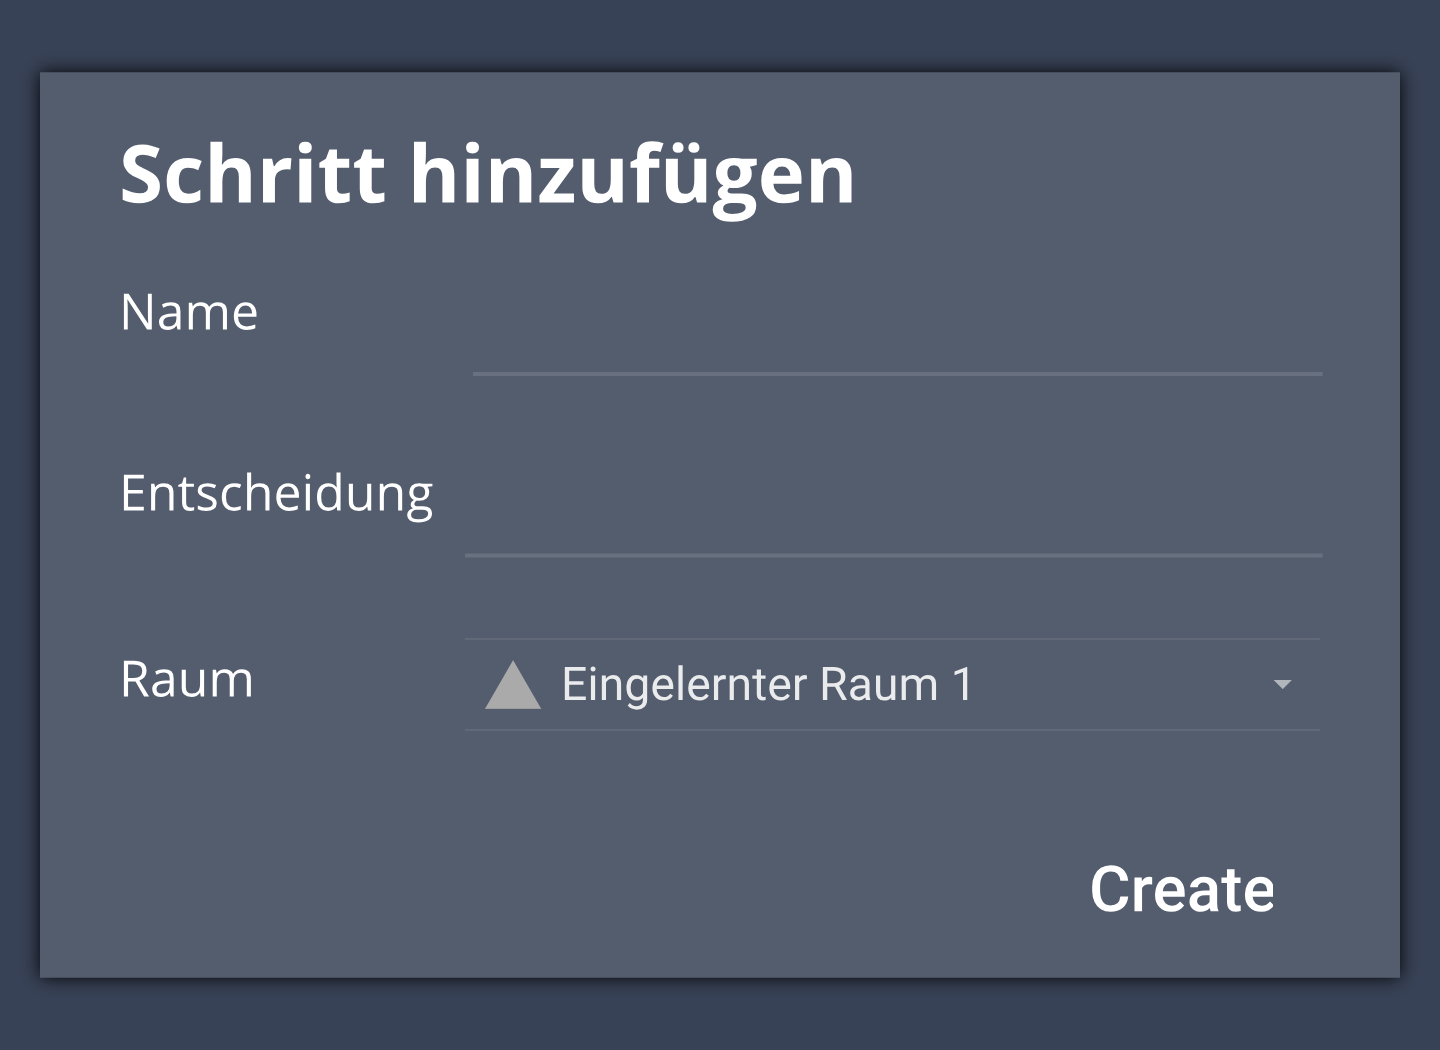 Schritt hinzufügen
Name
Entscheidung
Raum
Eingelernter Raum 1
Create